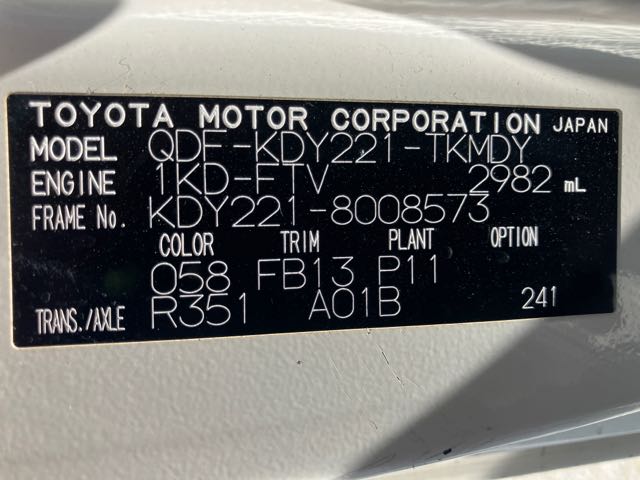 TOYOTA MOTOR CORPORATION JAPAN
MODEL QDF-KDY221-TKMDY
ENGINE 1KD-FTV 2982 mL
FRAME No. KDY221-8008573
COLOR TRIM PLANT OPTION
058 FB13 P11
TRANS./AXLE R351 A01B 241